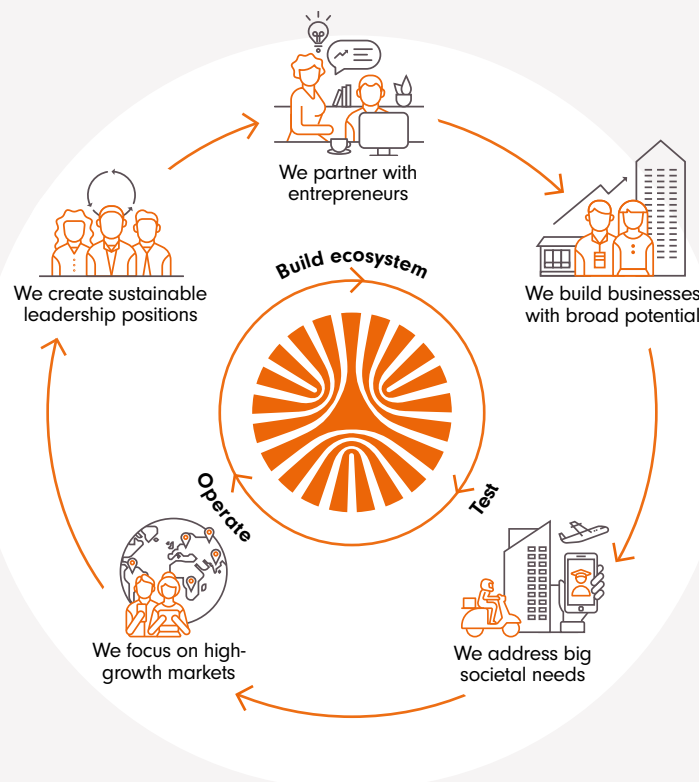 We partner with
entrepreneurs
We build businesses
with broad potential
We address big
societal needs
We focus on high-
growth markets
We create sustainable
leadership positions
Build ecosystem
Test
Operate